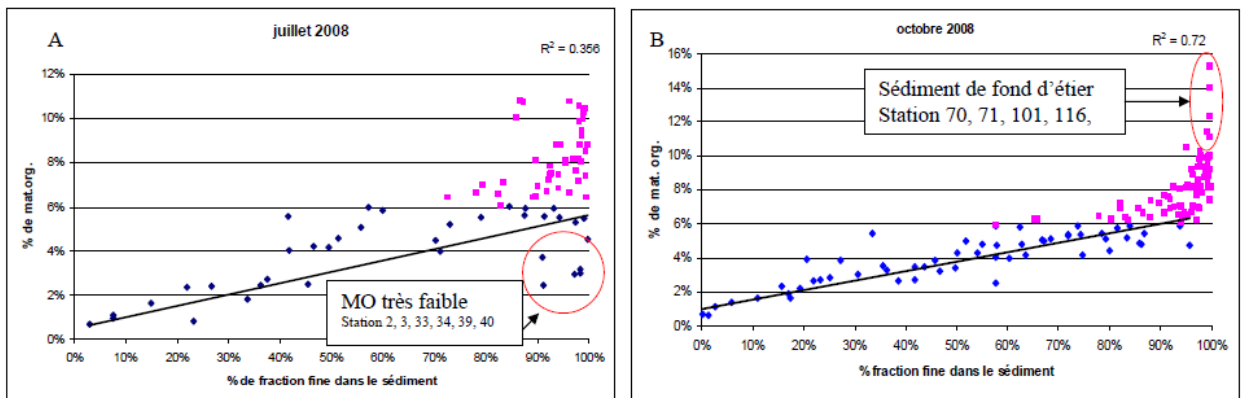 A
juillet 2008
R² = 0.356
% de mat.org.
12%
10%
8%
6%
4%
2%
0%
MO très faible
Station 2, 3, 33, 34, 39, 40
0% 10% 20% 30% 40% 50% 60% 70% 80% 90% 100%
% de fraction fine dans le sédiment
B
octobre 2008
R² = 0.72
% de mat. org.
16%
14%
12%
10%
8%
6%
4%
2%
0%
Sédiment de fond d'étier
Station 70, 71, 101, 116,
0% 10% 20% 30% 40% 50% 60% 70% 80% 90% 100%
% fraction fine dans le sédiment